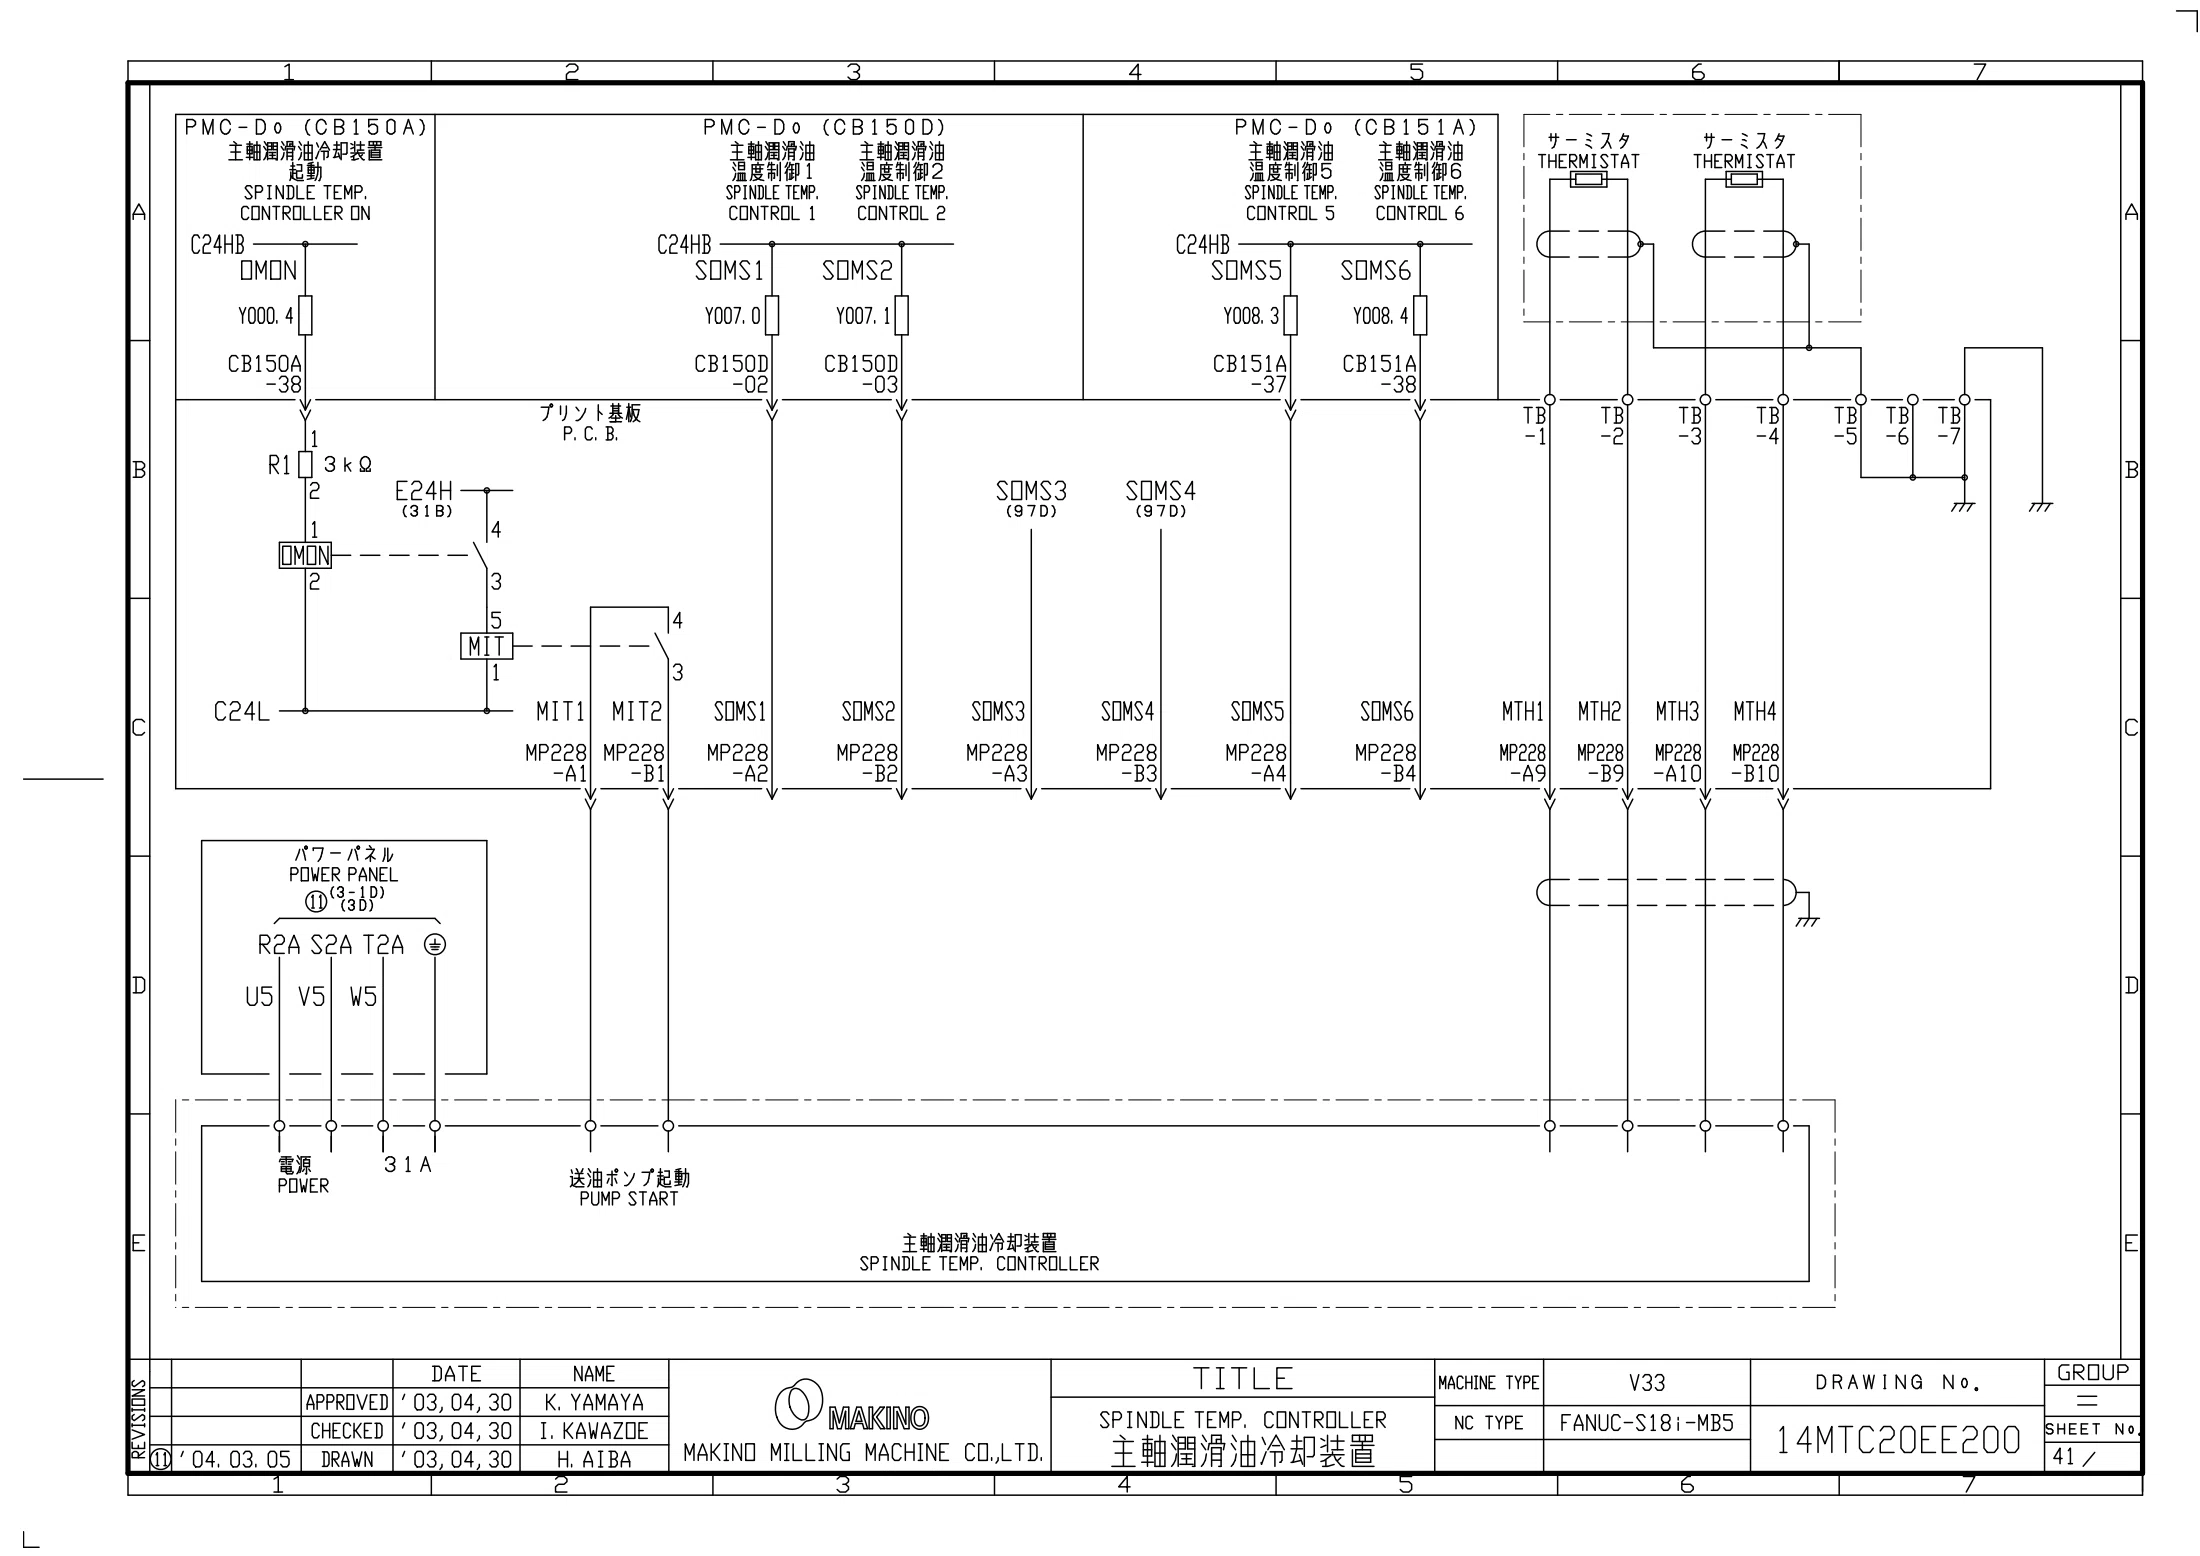 1 2 3 4 5 6 7
PMC-Do (CB150A)
主軸潤滑油冷却装置
起動
SPINDLE TEMP.
CONTROLLER ON
C24HB
OMON
Y000.4
CB150A
-38
PMC-Do (CB150D)
主軸潤滑油 主軸潤滑油
温度制御1 温度制御2
SPINDLE TEMP. SPINDLE TEMP.
CONTROL 1 CONTROL 2
C24HB
SOMS1 SOMS2
Y007.0 Y007.1
CB150D CB150D
-02 -03
PMC-Do (CB151A)
主軸潤滑油 主軸潤滑油
温度制御5 温度制御6
SPINDLE TEMP. SPINDLE TEMP.
CONTROL 5 CONTROL 6
C24HB
SOMS5 SOMS6
Y008.3 Y008.4
CB151A CB151A
-37 -38
サーミスタ サーミスタ
THERMISTAT THERMISTAT
A A
プリント基板
P.C.B.
TB TB TB TB TB TB TB
-1 -2 -3 -4 -5 -6 -7
1
R1 3kΩ
2
B B
E24H
(31B)
SOMS3 SOMS4
(97D) (97D)
1 4
OMON
2 3
5 4
MIT
1 3
C24L
C C
MIT1 MIT2 SOMS1 SOMS2 SOMS3 SOMS4 SOMS5 SOMS6 MTH1 MTH2 MTH3 MTH4
MP228 MP228 MP228 MP228 MP228 MP228 MP228 MP228 MP228 MP228 MP228 MP228
-A1 -B1 -A2 -B2 -A3 -B3 -A4 -B4 -A9 -B9 -A10 -B10
パワーパネル
POWER PANEL
⑪ (3-1D)
(3D)
R2A S2A T2A
U5 V5 W5
D D
電源 31A
POWER
送油ポンプ起動
PUMP START
E E
主軸潤滑油冷却装置
SPINDLE TEMP. CONTROLLER
REVISIONS
DATE NAME
APPROVED '03,04,30 K. YAMAYA
CHECKED '03,04,30 I. KAWAZOE
⑪ '04.03.05 DRAWN '03,04,30 H. AIBA
MAKINO
MAKINO MILLING MACHINE CO.,LTD.
TITLE
SPINDLE TEMP. CONTROLLER
主軸潤滑油冷却装置
MACHINE TYPE V33
NC TYPE FANUC-S18i-MB5
DRAWING No.
14MTC20EE200
GROUP
=
SHEET No.
41/
1 2 3 4 5 6 7